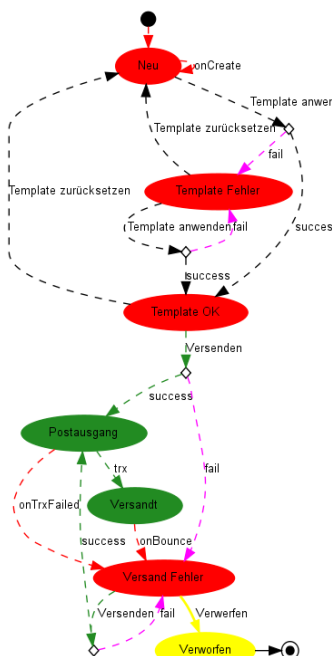 Neu
onCreate
Template anwen
Template zurücksetzen
fail
Template zurücksetzen
Template Fehler
success
Template anwenden
fail
success
Template OK
Versenden
success
Postausgang
trx
fail
onTrxFailed
Versandt
success
onBounce
Versand Fehler
Versenden
fail
Verwerfen
Verworfen